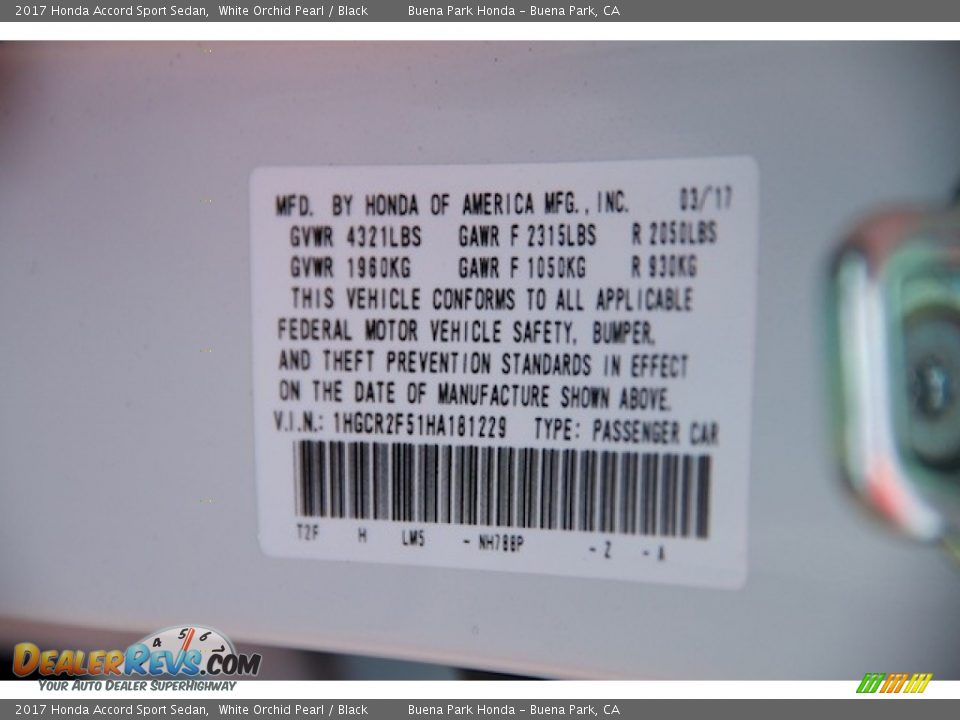 2017 Honda Accord Sport Sedan, White Orchid Pearl / Black Buena Park Honda - Buena Park, CA
MFD. BY HONDA OF AMERICA MFG., INC. 03/17
GVWR 4321LBS GAWR F 2315LBS R 2050LBS
GVWR 1960KG GAWR F 1050KG R 930KG
THIS VEHICLE CONFORMS TO ALL APPLICABLE
FEDERAL MOTOR VEHICLE SAFETY, BUMPER,
AND THEFT PREVENTION STANDARDS IN EFFECT
ON THE DATE OF MANUFACTURE SHOWN ABOVE.
V.I.N.: 1HGCR2F51HA181229 TYPE: PASSENGER CAR
T2F H LM5 - NH788P - Z - A
4 5 6
DEALERREVS.COM
YOUR AUTO DEALER SUPERHIGHWAY
2017 Honda Accord Sport Sedan, White Orchid Pearl / Black Buena Park Honda - Buena Park, CA